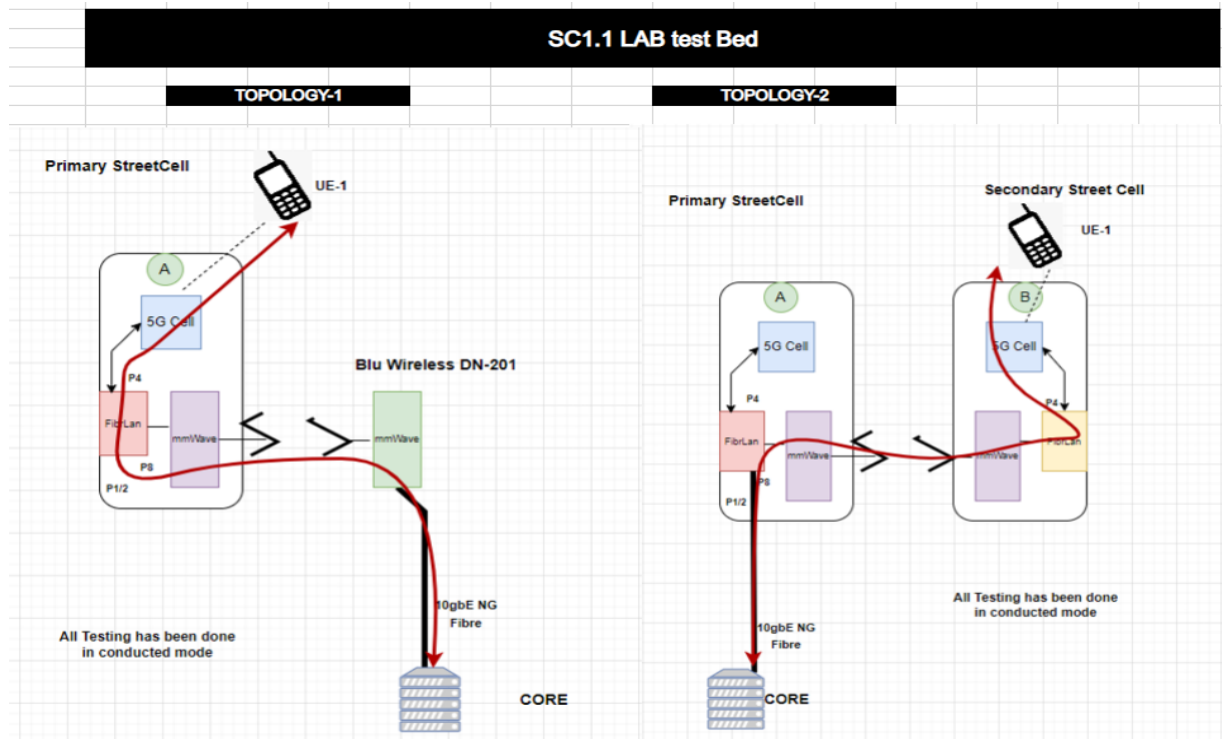 SC1.1 LAB test Bed
TOPOLOGY-1
Primary StreetCell
UE-1
A
5G Cell
P4
Blu Wireless DN-201
FibrLan
mmWave
mmWave
P8
P1/2
10gbE NG
Fibre
All Testing has been done
in conducted mode
CORE
TOPOLOGY-2
Primary StreetCell
Secondary Street Cell
UE-1
A
B
5G Cell
5G Cell
P4
P4
FibrLan
mmWave
mmWave
FibrLan
P8
P1/2
All Testing has been done
in conducted mode
10gbE NG
Fibre
CORE